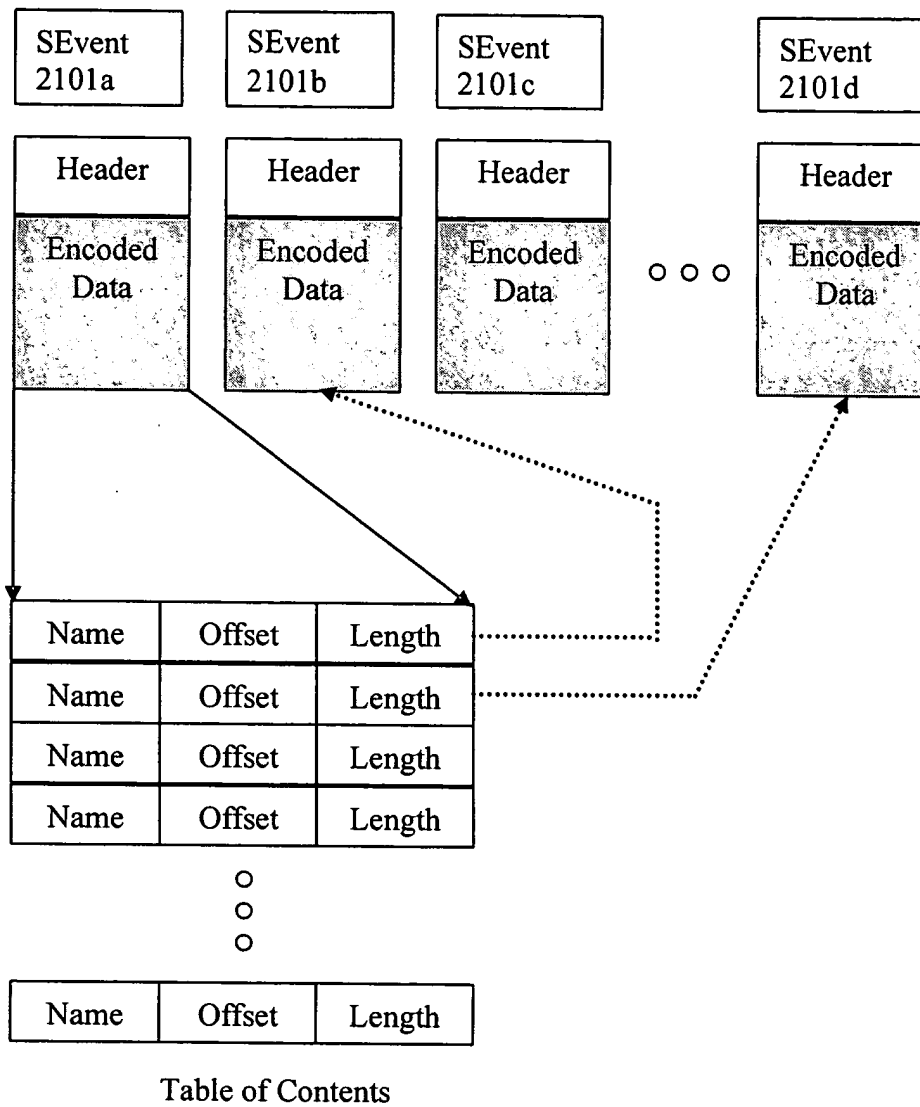 SEvent
2101a
SEvent
2101b
SEvent
2101c
SEvent
2101d
Header
Header
Header
Header
Encoded
Data
Encoded
Data
Encoded
Data
Encoded
Data
Name Offset Length
Name Offset Length
Name Offset Length
Name Offset Length
Name Offset Length
Table of Contents